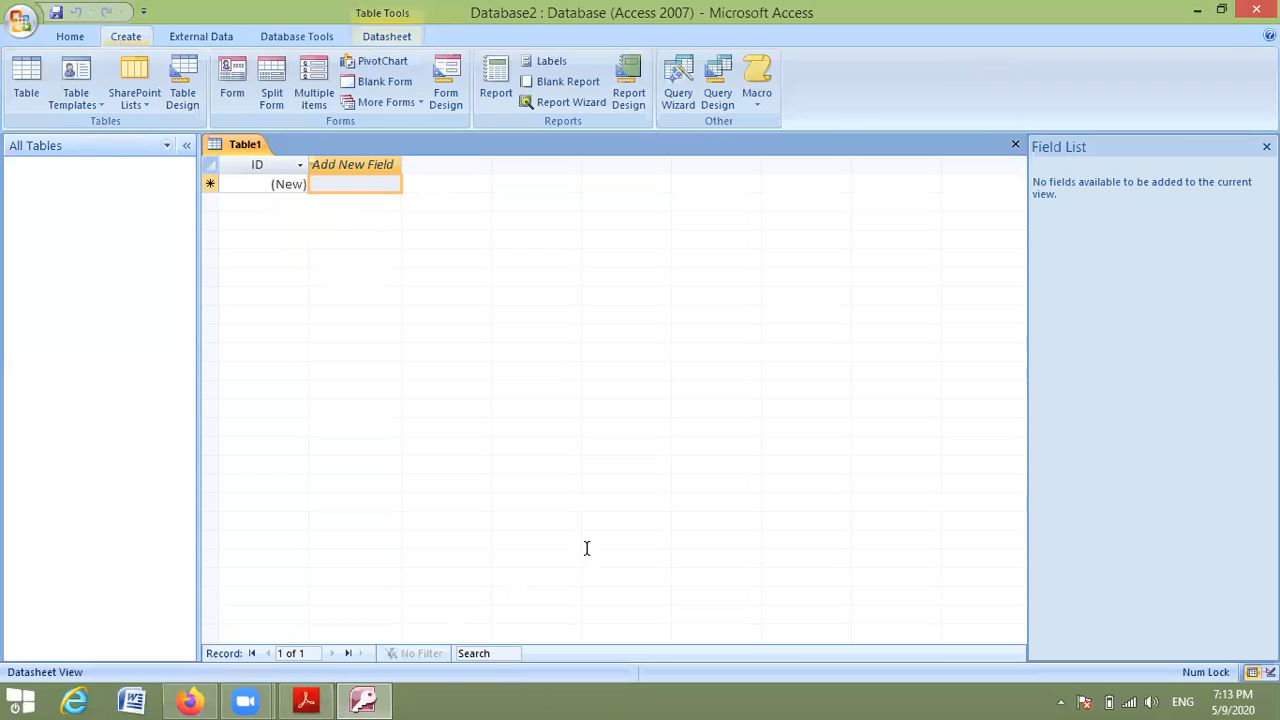 Table Tools
Database2 : Database (Access 2007) - Microsoft Access
Home
Create
External Data
Database Tools
Datasheet
Table
Table Templates
SharePoint Lists
Table Design
Tables
Form
Split Form
Multiple Items
PivotChart
Blank Form
More Forms
Form Design
Forms
Report
Labels
Blank Report
Report Wizard
Report Design
Reports
Query Wizard
Query Design
Macro
Other
All Tables
Table1
Field List
ID
Add New Field
(New)
No fields available to be added to the current
view.
Record:
1 of 1
No Filter
Search
Datasheet View
Num Lock
ENG
7:13 PM
5/9/2020